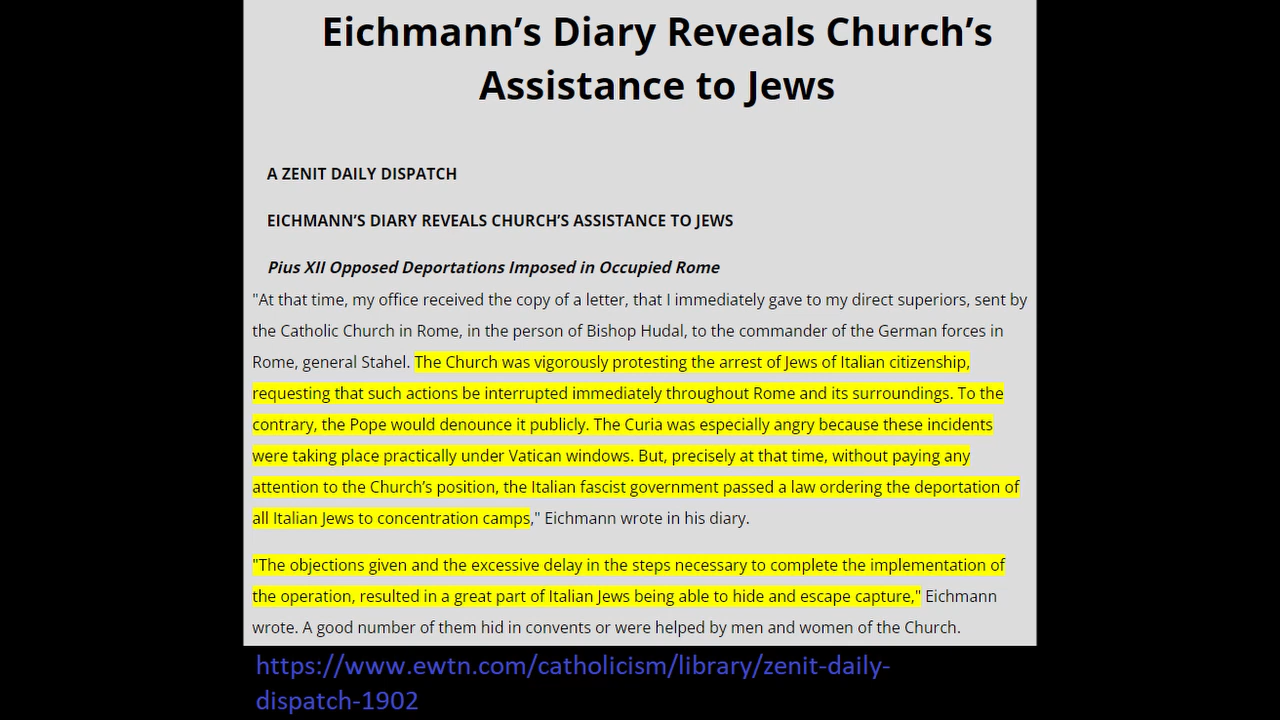 Eichmann’s Diary Reveals Church’s
Assistance to Jews
A ZENIT DAILY DISPATCH
EICHMANN’S DIARY REVEALS CHURCH’S ASSISTANCE TO JEWS
Pius XII Opposed Deportations Imposed in Occupied Rome
"At that time, my office received the copy of a letter, that I immediately gave to my direct superiors, sent by
the Catholic Church in Rome, in the person of Bishop Hudal, to the commander of the German forces in
Rome, general Stahel. The Church was vigorously protesting the arrest of Jews of Italian citizenship,
requesting that such actions be interrupted immediately throughout Rome and its surroundings. To the
contrary, the Pope would denounce it publicly. The Curia was especially angry because these incidents
were taking place practically under Vatican windows. But, precisely at that time, without paying any
attention to the Church’s position, the Italian fascist government passed a law ordering the deportation of
all Italian Jews to concentration camps," Eichmann wrote in his diary.
"The objections given and the excessive delay in the steps necessary to complete the implementation of
the operation, resulted in a great part of Italian Jews being able to hide and escape capture," Eichmann
wrote. A good number of them hid in convents or were helped by men and women of the Church.
https://www.ewtn.com/catholicism/library/zenit-daily-
dispatch-1902